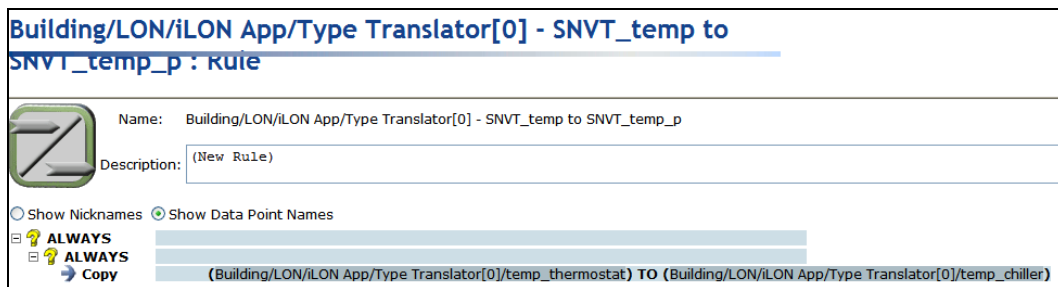 Building/LON/iLON App/Type Translator[0] - SNVT_temp to
SNVT_temp_p : Rule
Name: Building/LON/iLON App/Type Translator[0] - SNVT_temp to SNVT_temp_p
Description: (New Rule)
Show Nicknames Show Data Point Names
ALWAYS
ALWAYS
Copy (Building/LON/iLON App/Type Translator[0]/temp_thermostat) TO (Building/LON/iLON App/Type Translator[0]/temp_chiller)